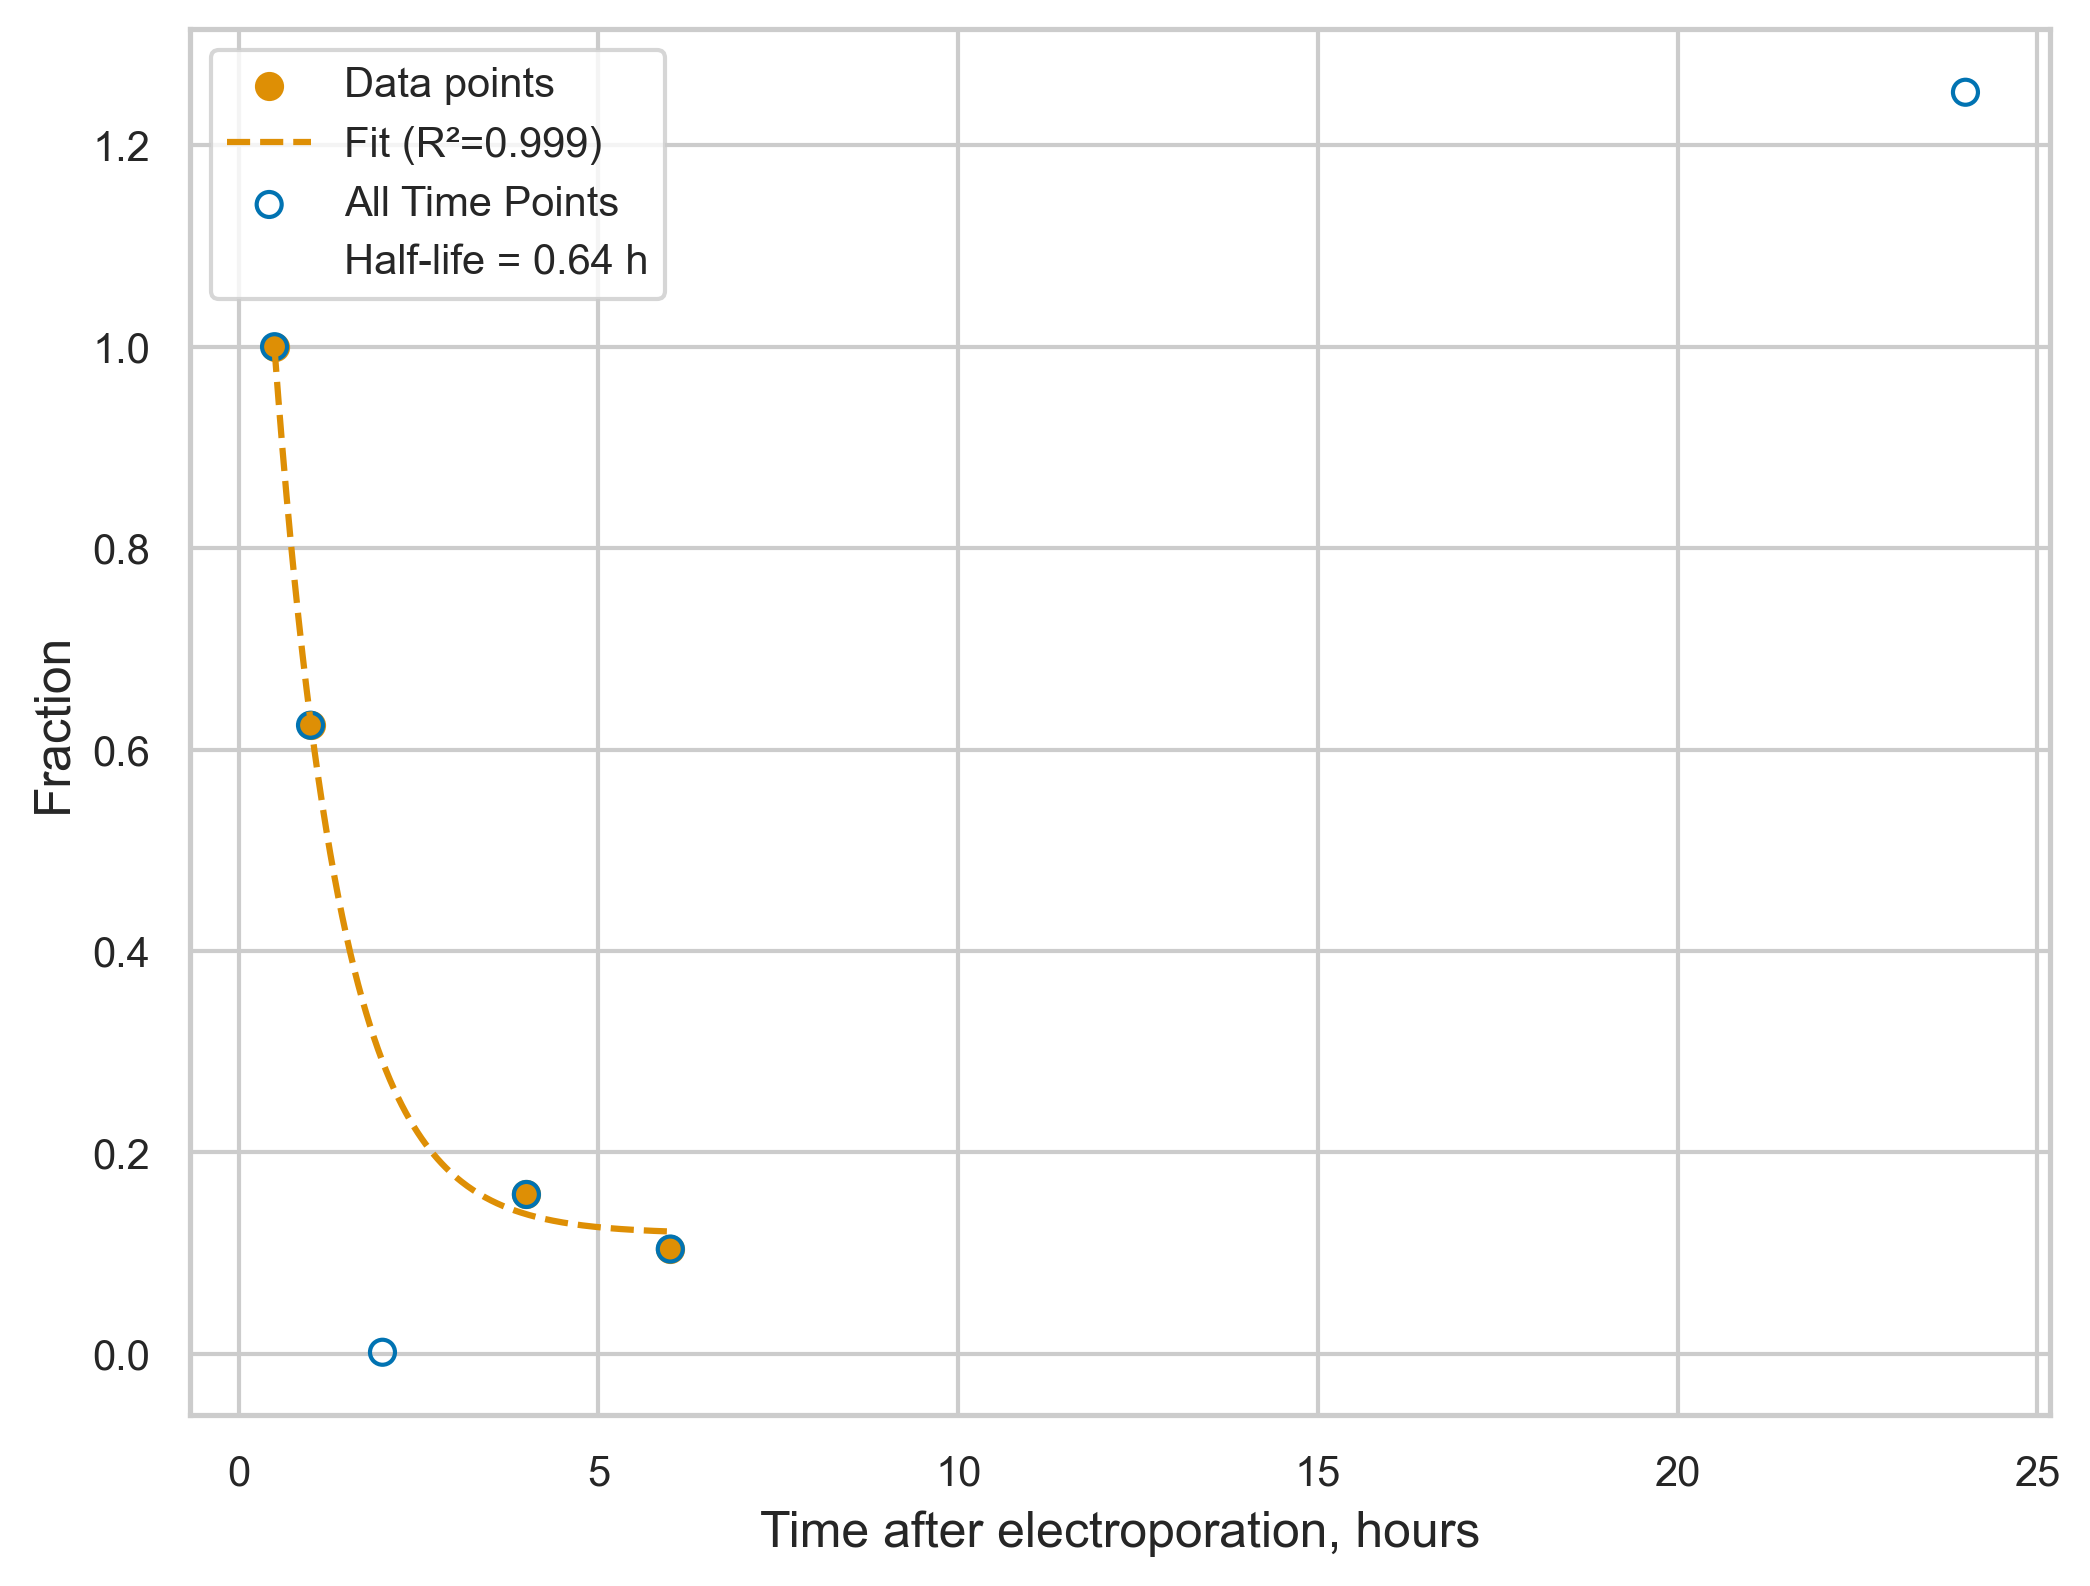 Data points
Fit (R²=0.999)
All Time Points
Half-life = 0.64 h
1.2
1.0
0.8
0.6
0.4
0.2
0.0
Fraction
0 5 10 15 20 25
Time after electroporation, hours